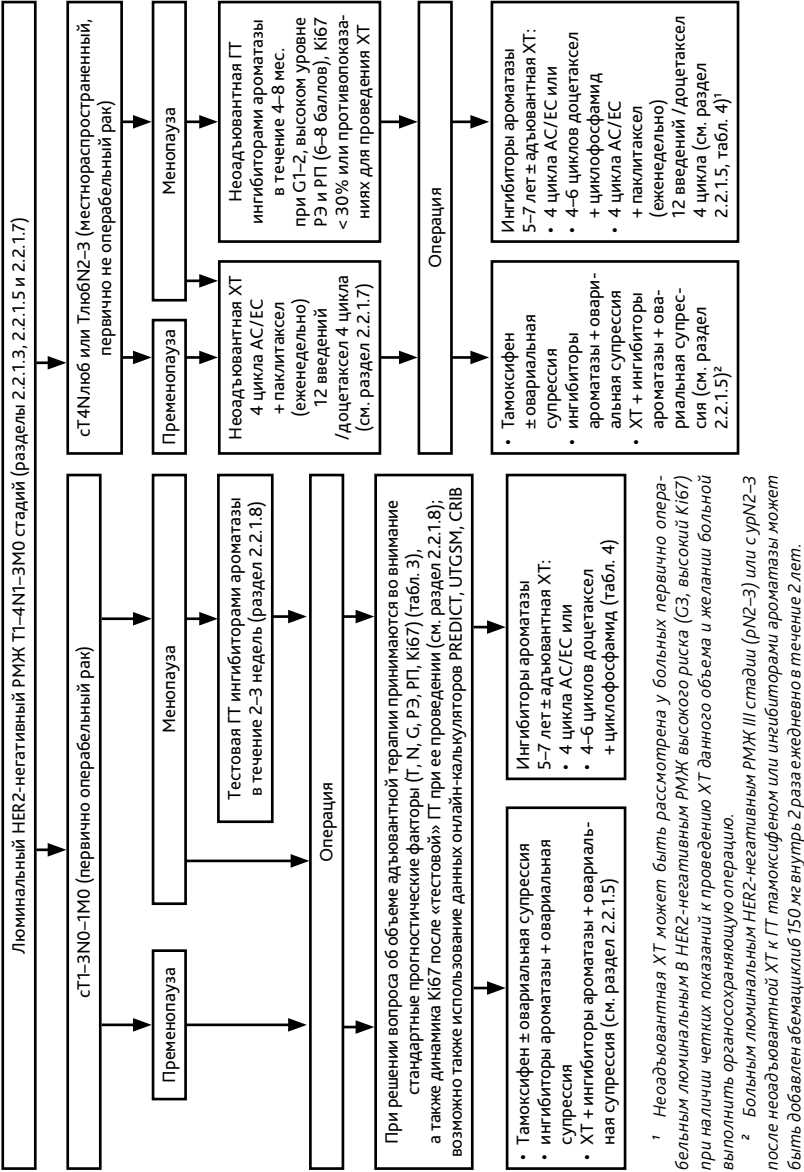 Люминальный HER2-негативный РМЖ T1–4N1–3M0 стадий (разделы 2.2.1.3, 2.2.1.5 и 2.2.1.7)
cT1–3N0–1M0 (первично операбельный рак)
Пременопауза
Менопауза
Тестовая ГТ ингибиторами ароматазы
в течение 2–3 недель (раздел 2.2.1.8)
Операция
При решении вопроса об объеме адъювантной терапии принимаются во внимание
стандартные прогностические факторы (T, N, G, РЭ, РП, Ki67) (табл. 3),
а также динамика Ki67 после «тестовой» ГТ при ее проведении (см. раздел 2.2.1.8);
возможно также использование данных онлайн-калькуляторов PREDICT, UTGSM, CRIB
• Тамоксифен ± овариальная супрессия
• ингибиторы ароматазы + овариальная
супрессия
• ХТ + ингибиторы ароматазы + овариаль-
ная супрессия (см. раздел 2.2.1.5)
Ингибиторы ароматазы
5–7 лет ± адъювантная ХТ:
• 4 цикла AC/EC или
• 4–6 циклов доцетаксел
+ циклофосфамид (табл. 4)
cT4Nлюб или TлюбN2–3 (местнораспространенный,
первично не операбельный рак)
Пременопауза
Менопауза
Неоадъювантная ХТ
4 цикла AC/EC
+ паклитаксел
(еженедельно)
12 введений
/доцетаксел 4 цикла
(см. раздел 2.2.1.7)
Неоадъювантная ГТ
ингибиторами ароматазы
в течение 4–8 мес.
при G1–2, высоком уровне
РЭ и РП (6–8 баллов), Ki67
< 30% или противопоказа-
ниях для проведения ХТ
Операция
• Тамоксифен
± овариальная
супрессия
• ингибиторы
ароматазы + овари-
альная супрессия
• ХТ + ингибиторы
ароматазы + ова-
риальная супрес-
сия (см. раздел
2.2.1.5)²
Ингибиторы ароматазы
5–7 лет ± адъювантная ХТ:
• 4 цикла AC/EC или
• 4–6 циклов доцетаксел
+ циклофосфамид
• 4 цикла AC/EC
+ паклитаксел
(еженедельно)
12 введений /доцетаксел
4 цикла (см. раздел
2.2.1.5, табл. 4)¹
¹ Неоадъювантная ХТ может быть рассмотрена у больных первично опера-
бельным люминальным В HER2-негативным РМЖ высокого риска (G3, высокий Ki67)
при наличии четких показаний к проведению ХТ данного объема и желании больной
выполнить органосохраняющую операцию.
² Больным люминальным HER2-негативным РМЖ III стадии (pN2–3) или с ypN2–3
после неоадъювантной ХТ к ГТ тамоксифеном или ингибиторами ароматазы может
быть добавлен абемациклиб 150 мг внутрь 2 раза ежедневно в течение 2 лет.